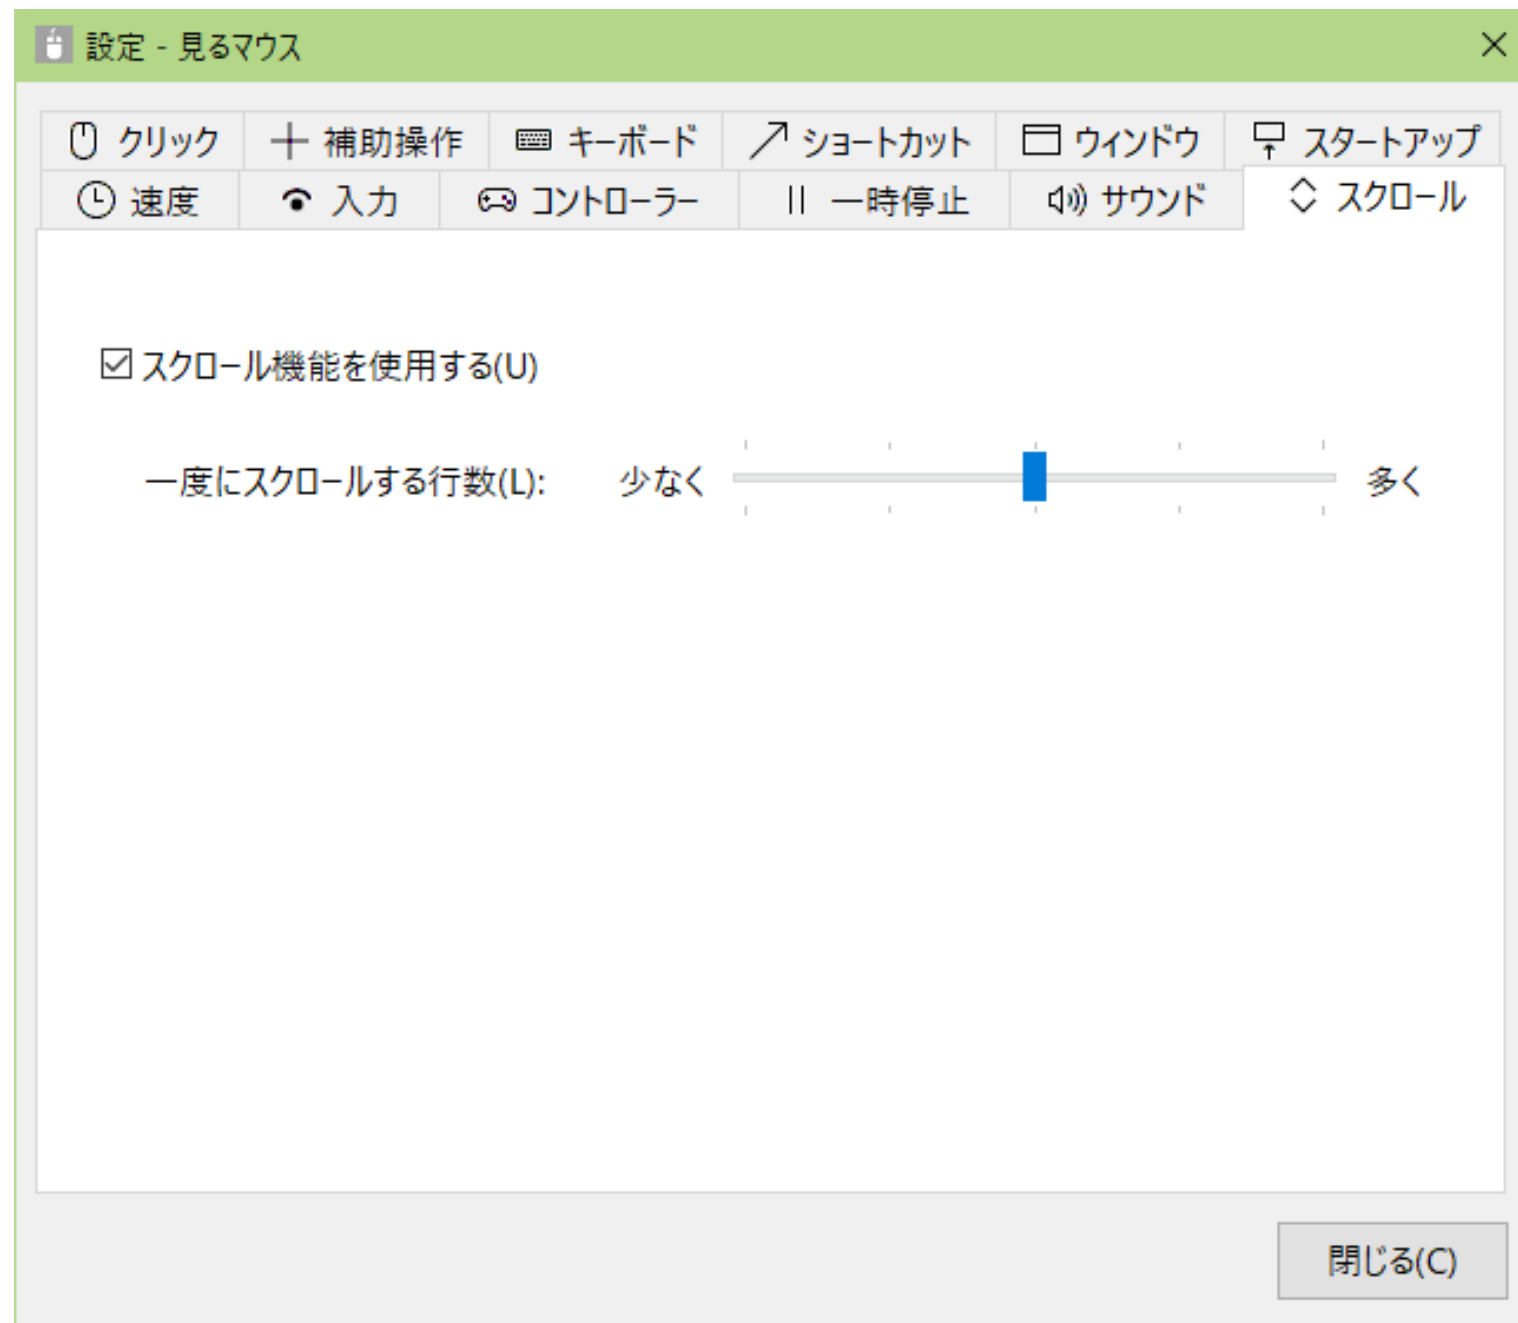 設定 - 見るマウス
クリック 補助操作 キーボード ショートカット ウィンドウ スタートアップ
速度 入力 コントローラー 一時停止 サウンド スクロール
スクロール機能を使用する(U)
一度にスクロールする行数(L): 少なく 多く
閉じる(C)